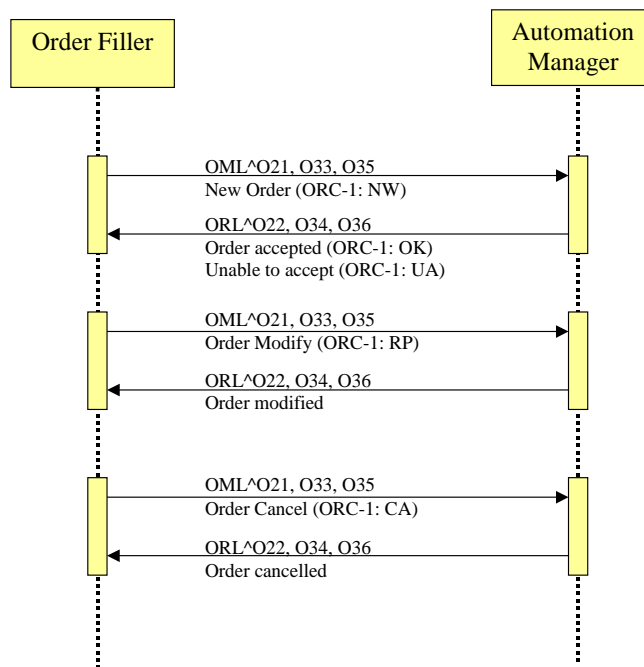 Order Filler
Automation
Manager
OML^O21, O33, O35
New Order (ORC-1: NW)
ORL^O22, O34, O36
Order accepted (ORC-1: OK)
Unable to accept (ORC-1: UA)
OML^O21, O33, O35
Order Modify (ORC-1: RP)
ORL^O22, O34, O36
Order modified
OML^O21, O33, O35
Order Cancel (ORC-1: CA)
ORL^O22, O34, O36
Order cancelled